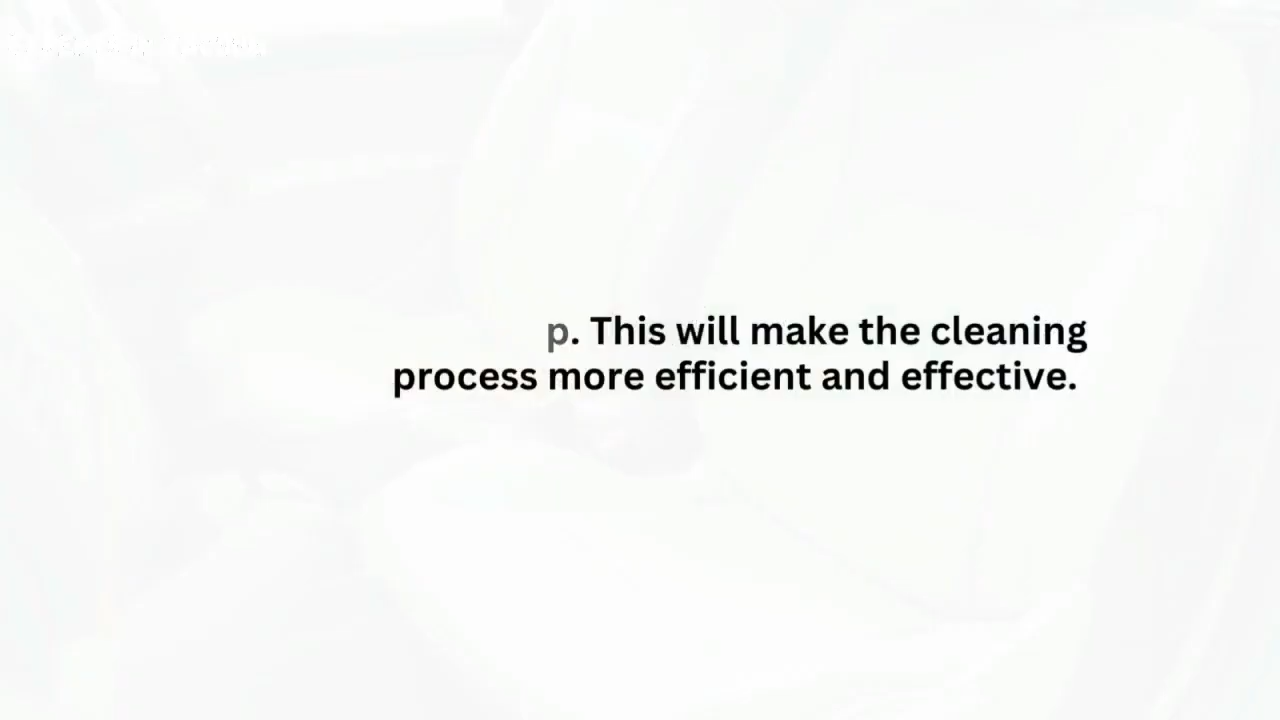 p. This will make the cleaning
process more efficient and effective.